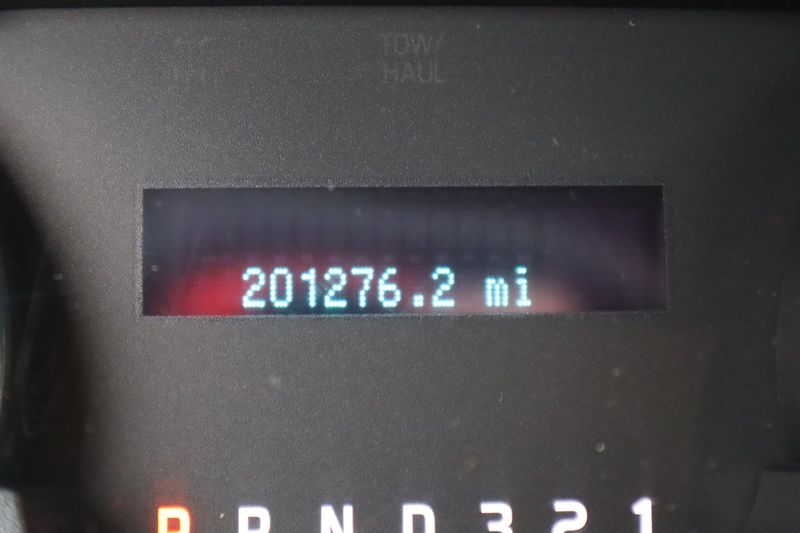 TOW/
HAUL
201276.2 mi
P R N D 3 2 1